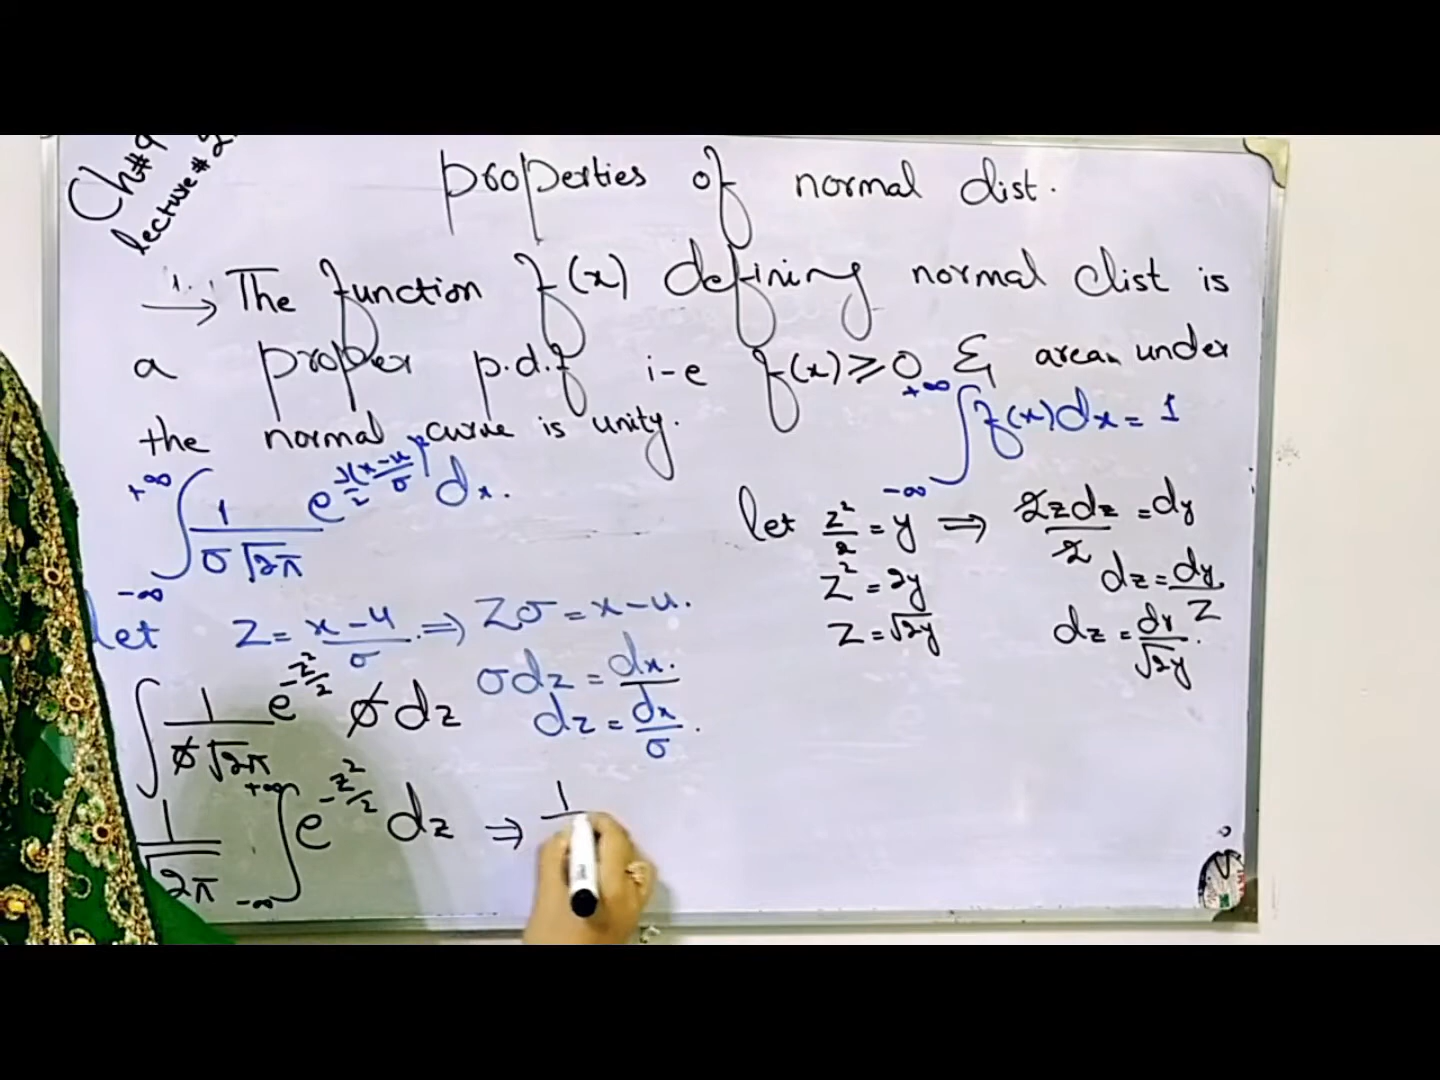 Ch#9
lecture #2
properties of normal dist.
1. → The function f(x) defining normal dist is
a proper p.d.f i-e f(x)≥0 & area under
the normal curve is unity. ∫_{-∞}^{+∞} f(x)dx = 1
∫_{-∞}^{+∞} 1/(σ√2π) e^{-1/2((x-u)/σ)^2} dx.
let Z = (x-u)/σ. ⇒ Zσ = x-u.
σdz = dx.
dz = dx/σ.
∫ 1/(σ√2π) e^{-z²/2} σ dz
1/√2π ∫_{-∞}^{+∞} e^{-z²/2} dz ⇒ 1
let z²/2 = y ⇒ 2zdz/2 = dy
z² = 2y
dz = dy/z
z = √2y
dz = dy/√2y.